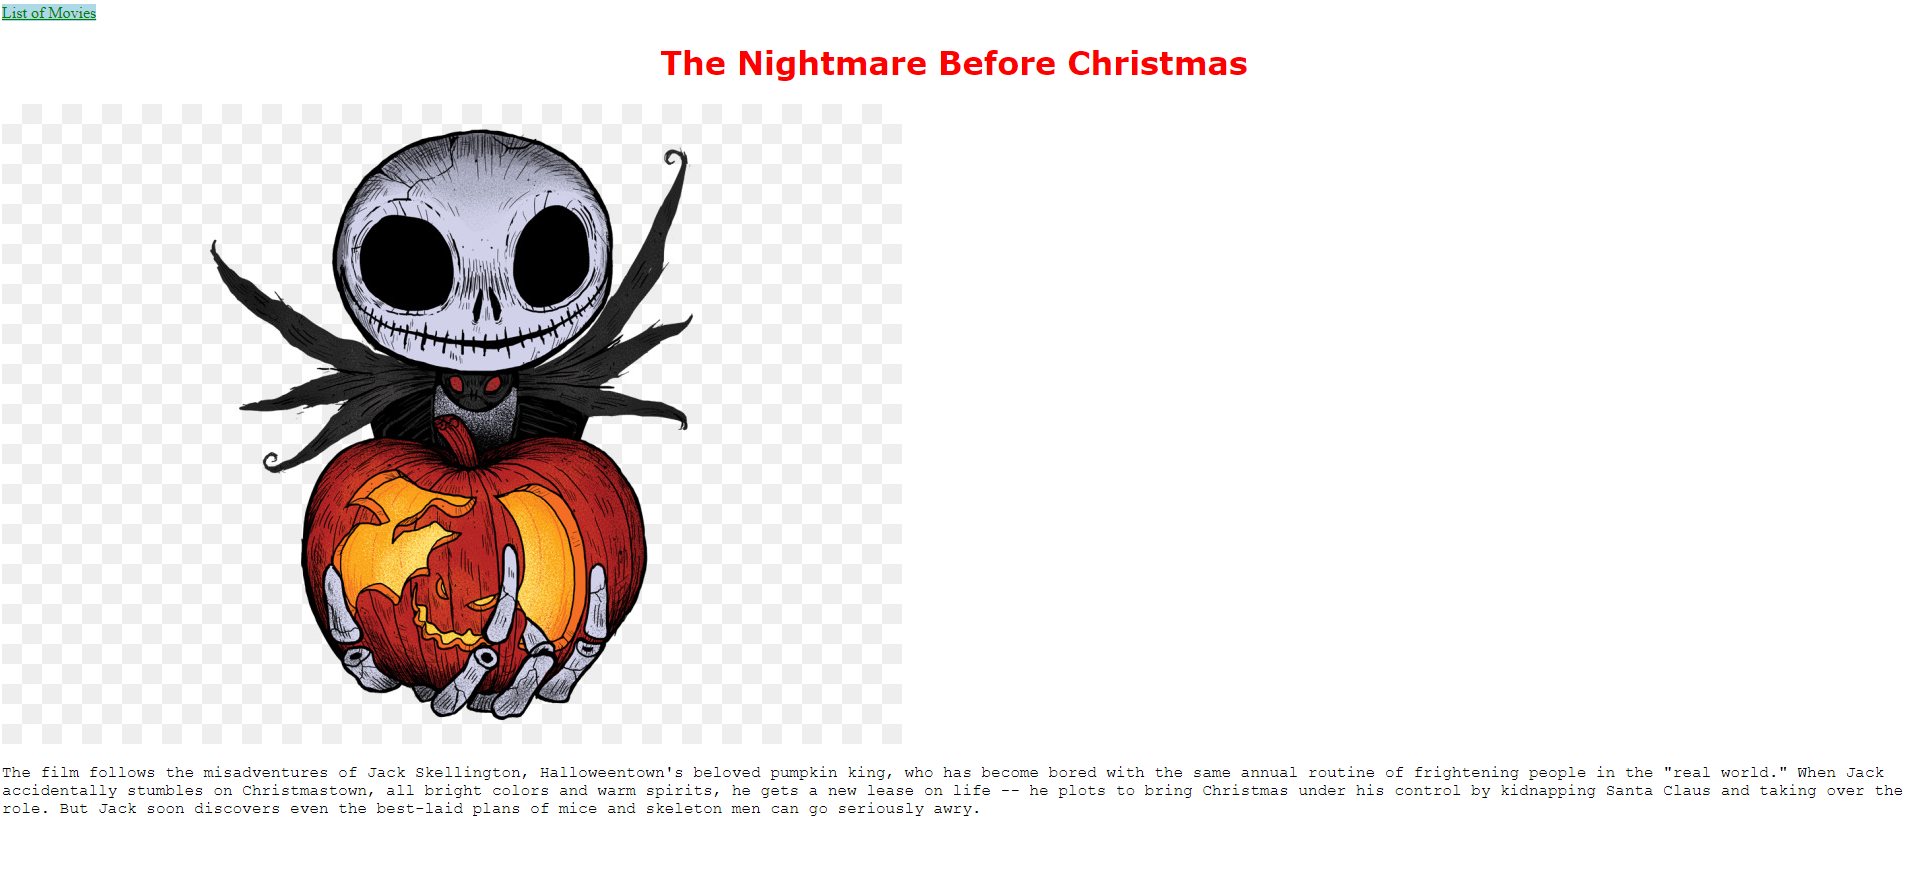 List of Movies
The Nightmare Before Christmas
The film follows the misadventures of Jack Skellington, Halloweentown's beloved pumpkin king, who has become bored with the same annual routine of frightening people in the "real world." When Jack
accidentally stumbles on Christmastown, all bright colors and warm spirits, he gets a new lease on life -- he plots to bring Christmas under his control by kidnapping Santa Claus and taking over the
role. But Jack soon discovers even the best-laid plans of mice and skeleton men can go seriously awry.